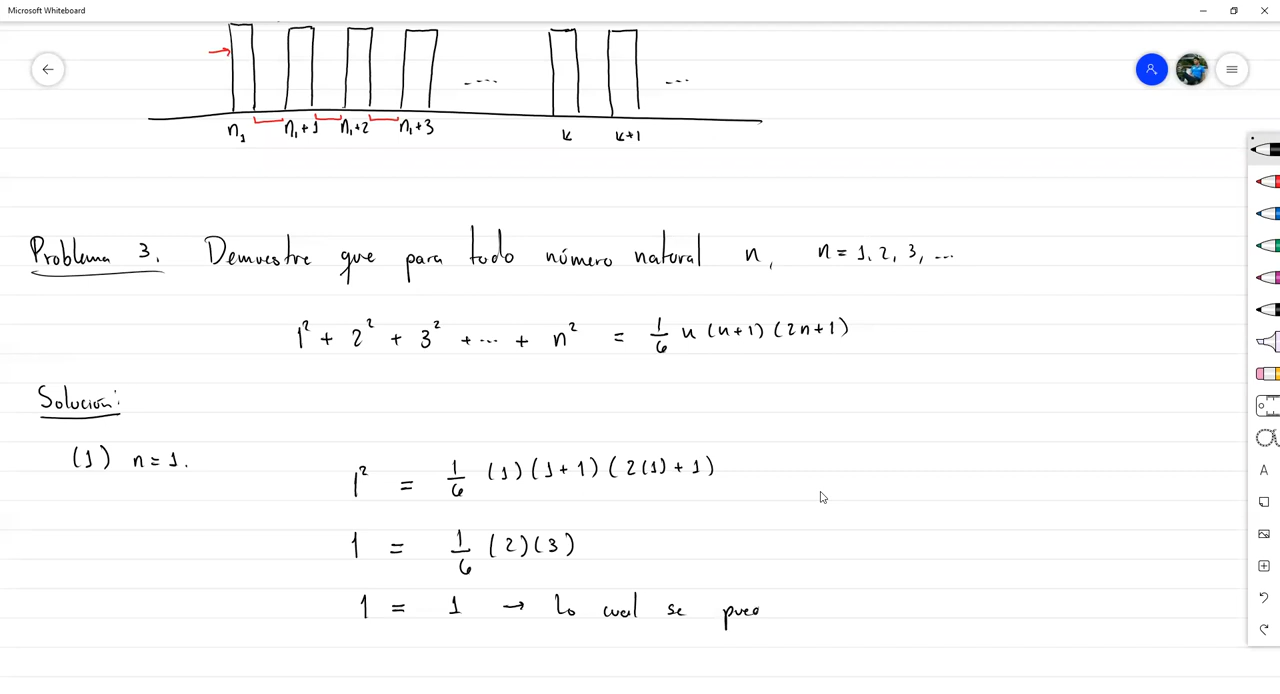 Microsoft Whiteboard
n₁ n₁+1 n₁+2 n₁+3 .... k k+1 ...
Problema 3. Demuestre que para todo número natural n, n = 1, 2, 3, ...
1² + 2² + 3² + ... + n² = 1/6 n (n+1) (2n+1)
Solución:
(1) n = 1.
1² = 1/6 (1) (1+1) (2(1)+1)
1 = 1/6 (2) (3)
1 = 1 → Lo cual se
A